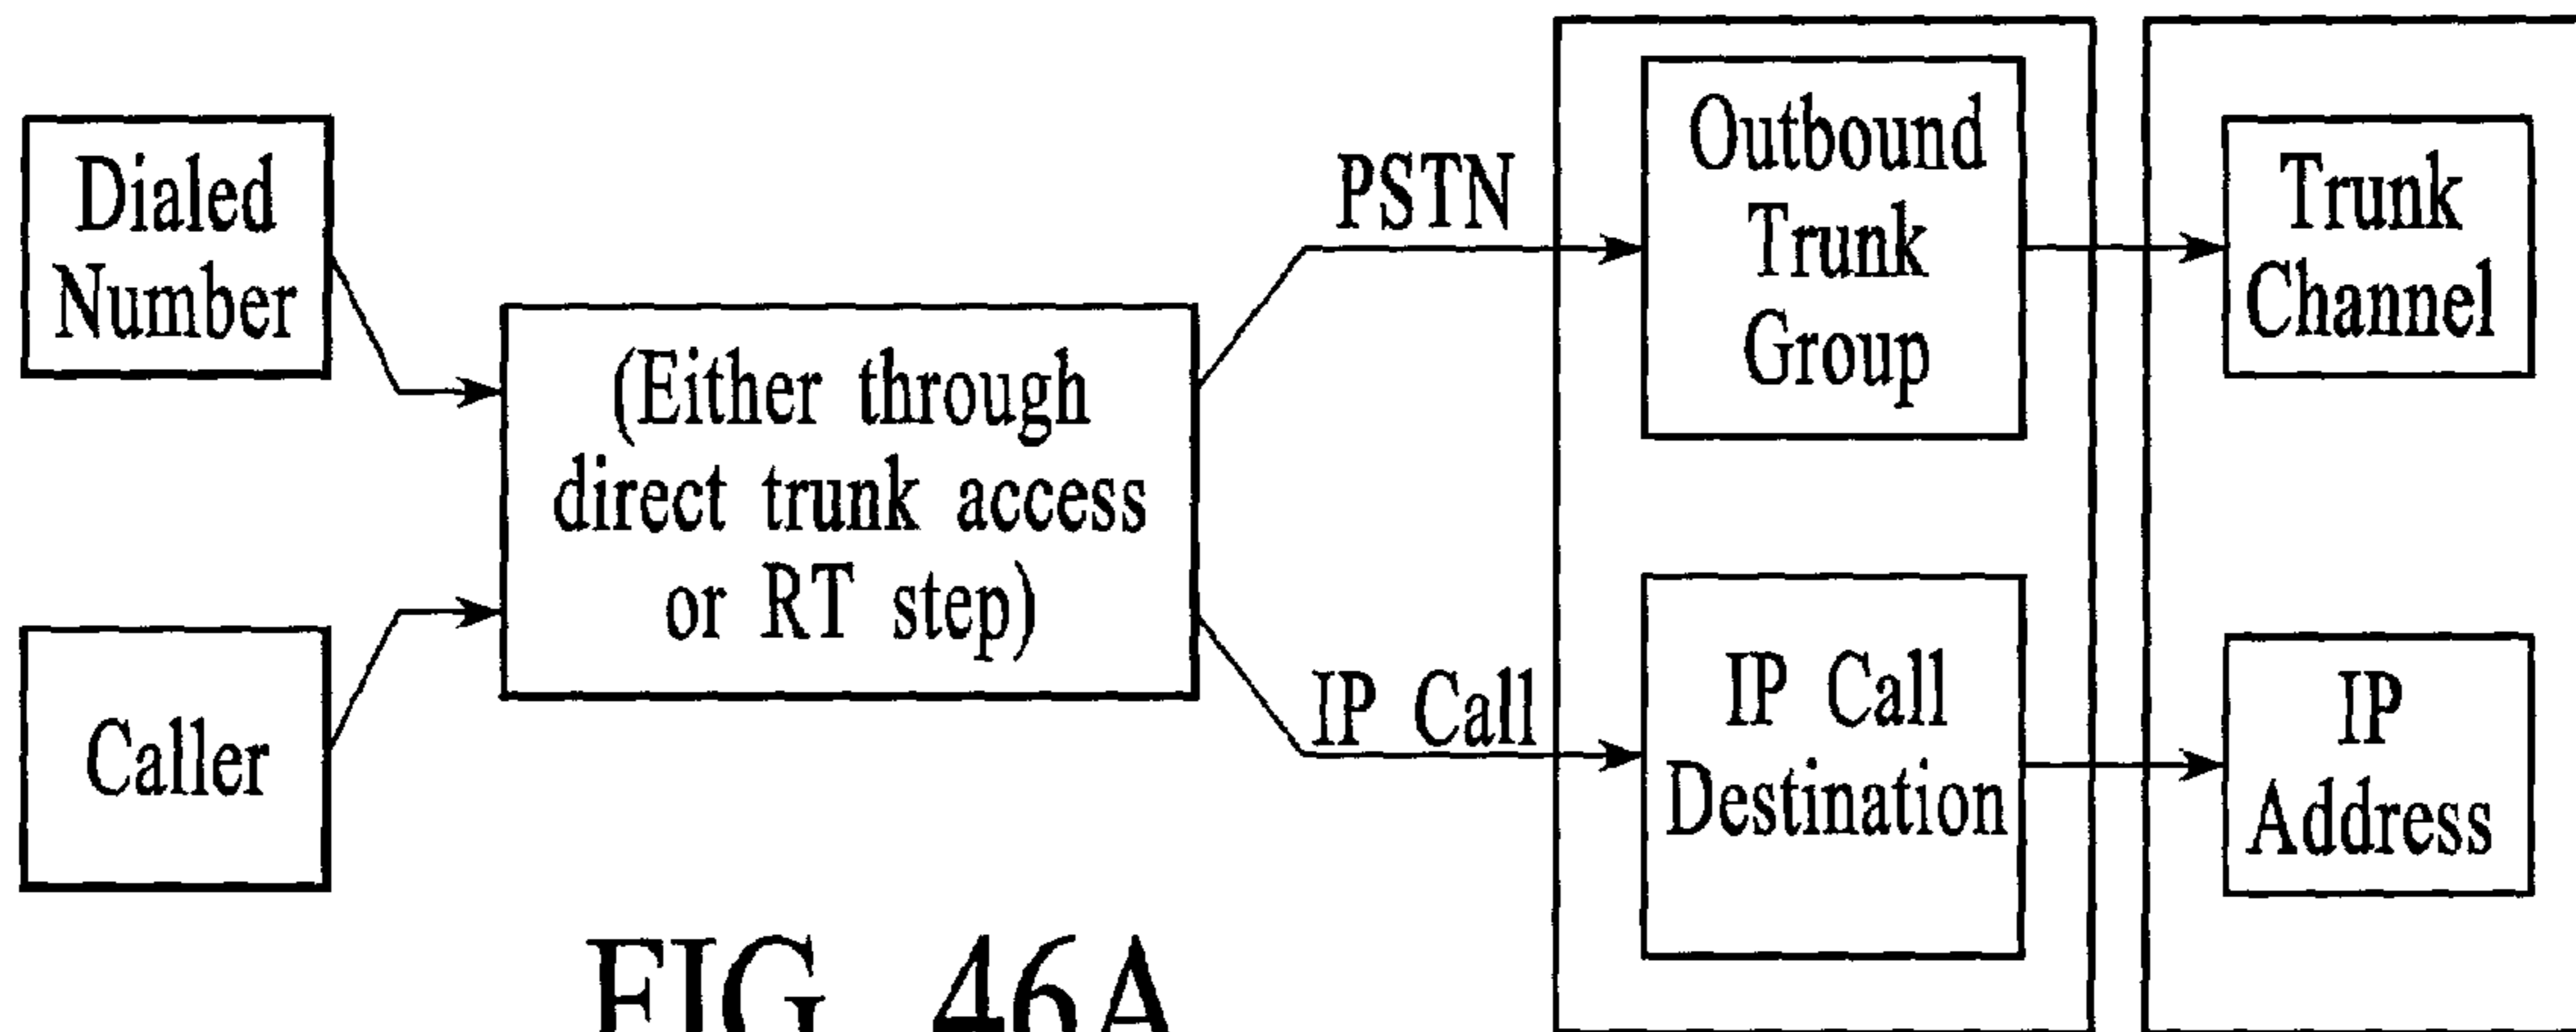 Dialed
Number
Caller
(Either through
direct trunk access
or RT step)
PSTN
IP Call
Outbound
Trunk
Group
IP Call
Destination
Trunk
Channel
IP
Address
FIG. 46A